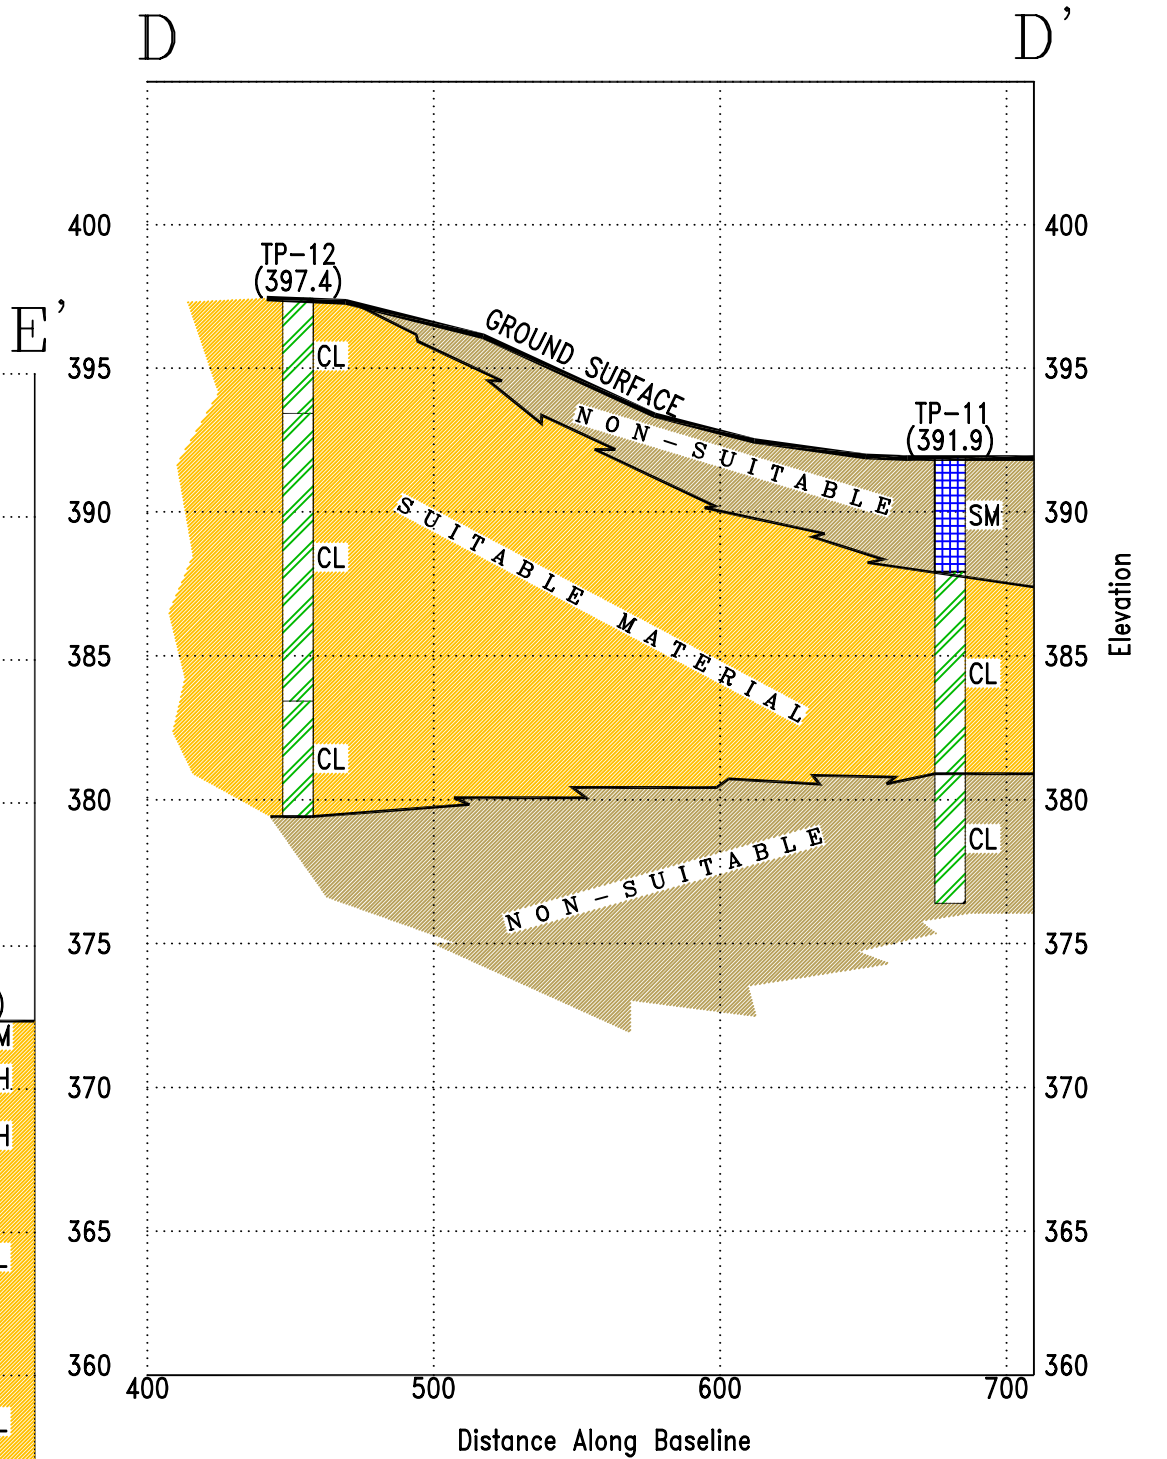 D D'
400 400
TP-12
(397.4)
E'
GROUND SURFACE
CL
395 395
NON-SUITABLE
TP-11
(391.9)
SUITABLE MATERIAL
390 390
SM
CL
Elevation
385 385
CL
CL
380 380
CL
NON-SUITABLE
375 375
)
M
H
370 370
H
365 365
L
360 360
400 500 600 700
L
Distance Along Baseline